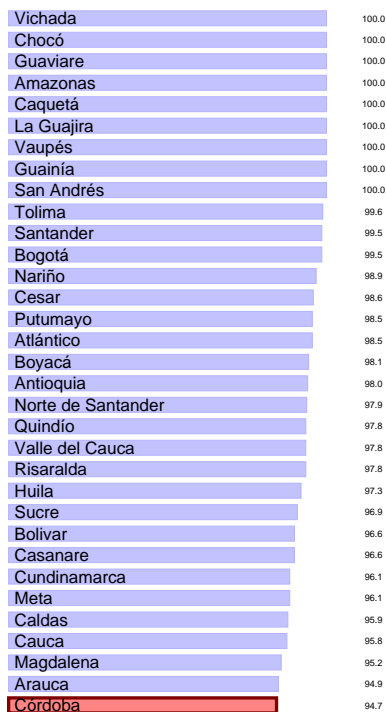 Vichada 100.0
Chocó 100.0
Guaviare 100.0
Amazonas 100.0
Caquetá 100.0
La Guajira 100.0
Vaupés 100.0
Guainía 100.0
San Andrés 100.0
Tolima 99.6
Santander 99.5
Bogotá 99.5
Nariño 98.9
Cesar 98.6
Putumayo 98.5
Atlántico 98.5
Boyacá 98.1
Antioquia 98.0
Norte de Santander 97.9
Quindío 97.8
Valle del Cauca 97.8
Risaralda 97.8
Huila 97.3
Sucre 96.9
Bolivar 96.6
Casanare 96.6
Cundinamarca 96.1
Meta 96.1
Caldas 95.9
Cauca 95.8
Magdalena 95.2
Arauca 94.9
Córdoba 94.7